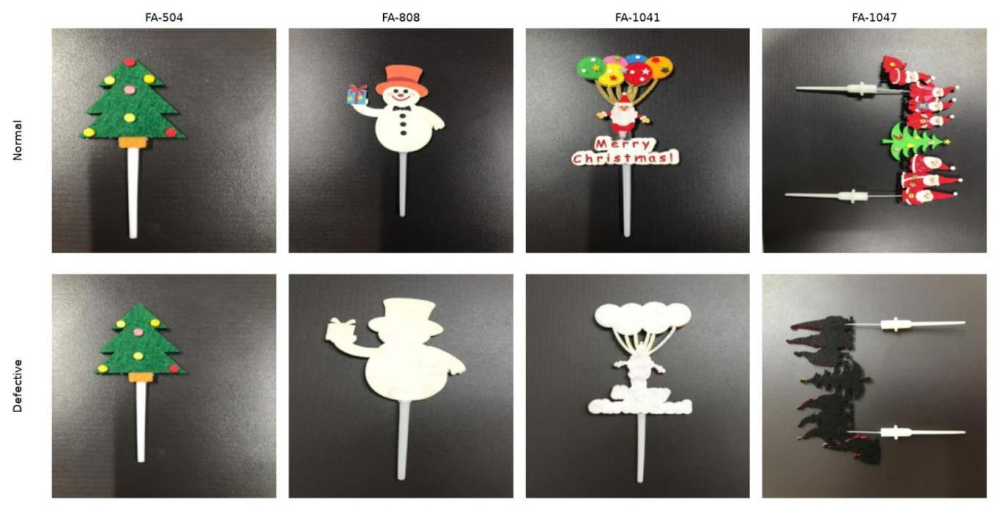 FA-504
FA-808
FA-1041
FA-1047
Normal
Merry
Christmas!
Defective